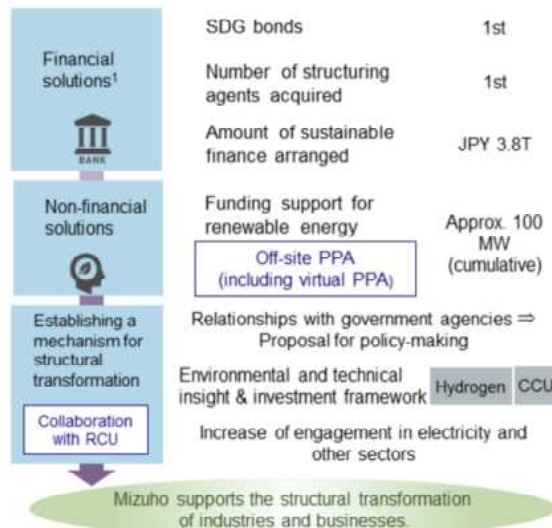 Financial
solutions¹
BANK
SDG bonds 1st
Number of structuring
agents acquired 1st
Amount of sustainable
finance arranged JPY 3.8T
Non-financial
solutions
Funding support for
renewable energy
Off-site PPA
(including virtual PPA)
Approx. 100
MW
(cumulative)
Establishing a
mechanism for
structural
transformation
Collaboration
with RCU
Relationships with government agencies ⇒
Proposal for policy-making
Environmental and technical
insight & investment framework
Hydrogen CCU
Increase of engagement in electricity and
other sectors
Mizuho supports the structural transformation
of industries and businesses.